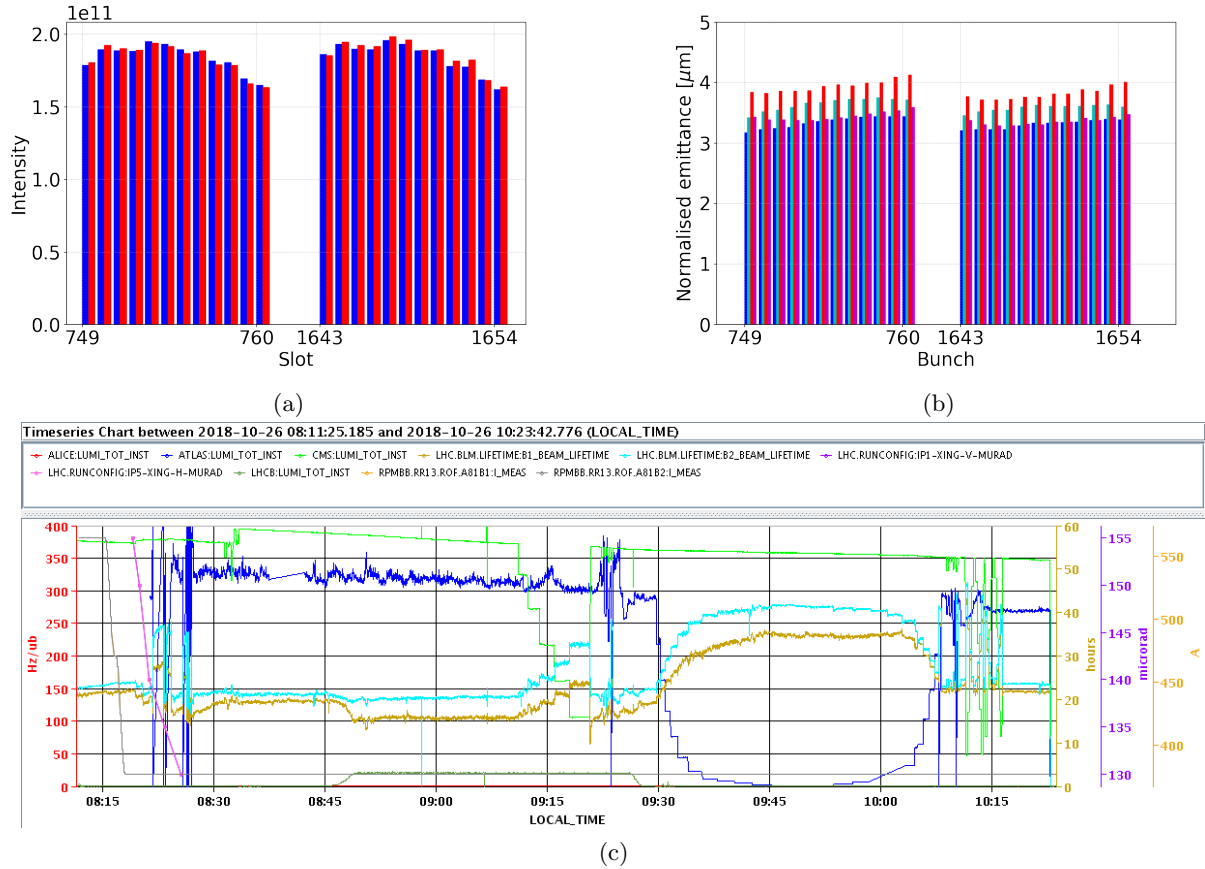 1e11
2.0
1.5
1.0
0.5
0.0
Intensity
749 760 1643 1654
Slot
(a)
5
4
3
2
1
0
Normalised emittance [μm]
749 760 1643 1654
Bunch
(b)
Timeseries Chart between 2018-10-26 08:11:25.185 and 2018-10-26 10:23:42.776 (LOCAL_TIME)
ALICE:LUMI_TOT_INST ATLAS:LUMI_TOT_INST CMS:LUMI_TOT_INST LHC.BLM.LIFETIME:B1_BEAM_LIFETIME LHC.BLM.LIFETIME:B2_BEAM_LIFETIME LHC.RUNCONFIG:IP1-XING-V-MURAD
LHC.RUNCONFIG:IP5-XING-H-MURAD LHCB:LUMI_TOT_INST RPMBB.RR13.ROF.A81B1:I_MEAS RPMBB.RR13.ROF.A81B2:I_MEAS
400
350
300
250
200
150
100
50
0
Hz/ub
60
50
40
30
20
10
0
hours
155
150
145
140
135
130
microrad
550
500
450
400
A
08:15 08:30 08:45 09:00 09:15 09:30 09:45 10:00 10:15
LOCAL_TIME
(c)